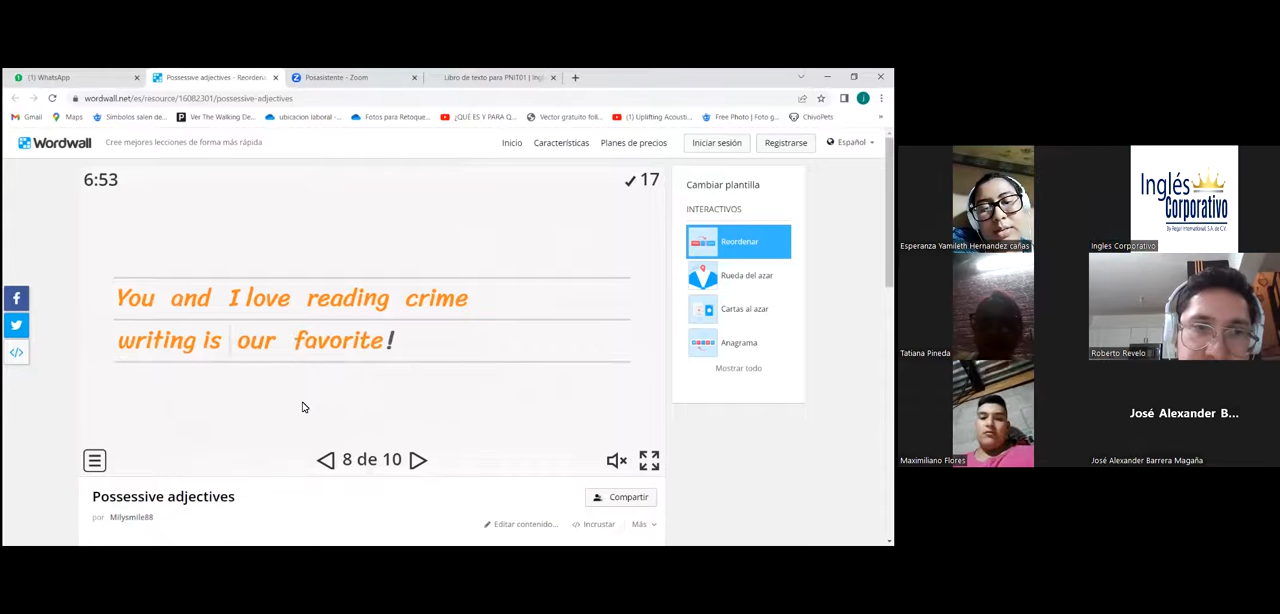 (1) WhatsApp
Possessive adjectives - Reordena
Posasistente - Zoom
Libro de texto para PNIT01 | Ingl
wordwall.net/es/resource/16082301/possessive-adjectives
Gmail
Maps
Símbolos salen de...
Ver The Walking De...
ubicacion laboral -...
Fotos para Retoque...
¿QUÉ ES Y PARA Q...
Vector gratuito foll...
(1) Uplifting Acousti...
Free Photo | Foto g...
ChivoPets
»
Wordwall
Cree mejores lecciones de forma más rápida
Inicio
Características
Planes de precios
Iniciar sesión
Registrarse
Español
6:53
17
You and I love reading crime
writing is our favorite!
8 de 10
Possessive adjectives
por Milysmile88
Compartir
Editar contenido...
Incrustar
Más
Cambiar plantilla
INTERACTIVOS
Reordenar
Rueda del azar
Cartas al azar
Anagrama
Mostrar todo
Esperanza Yamileth Hernandez cañas
Inglés
Corporativo
By Regal International, S.A. de C.V.
Ingles Corporativo
Tatiana Pineda
Roberto Revelo
Maximiliano Flores
José Alexander B...
José Alexander Barrera Magaña